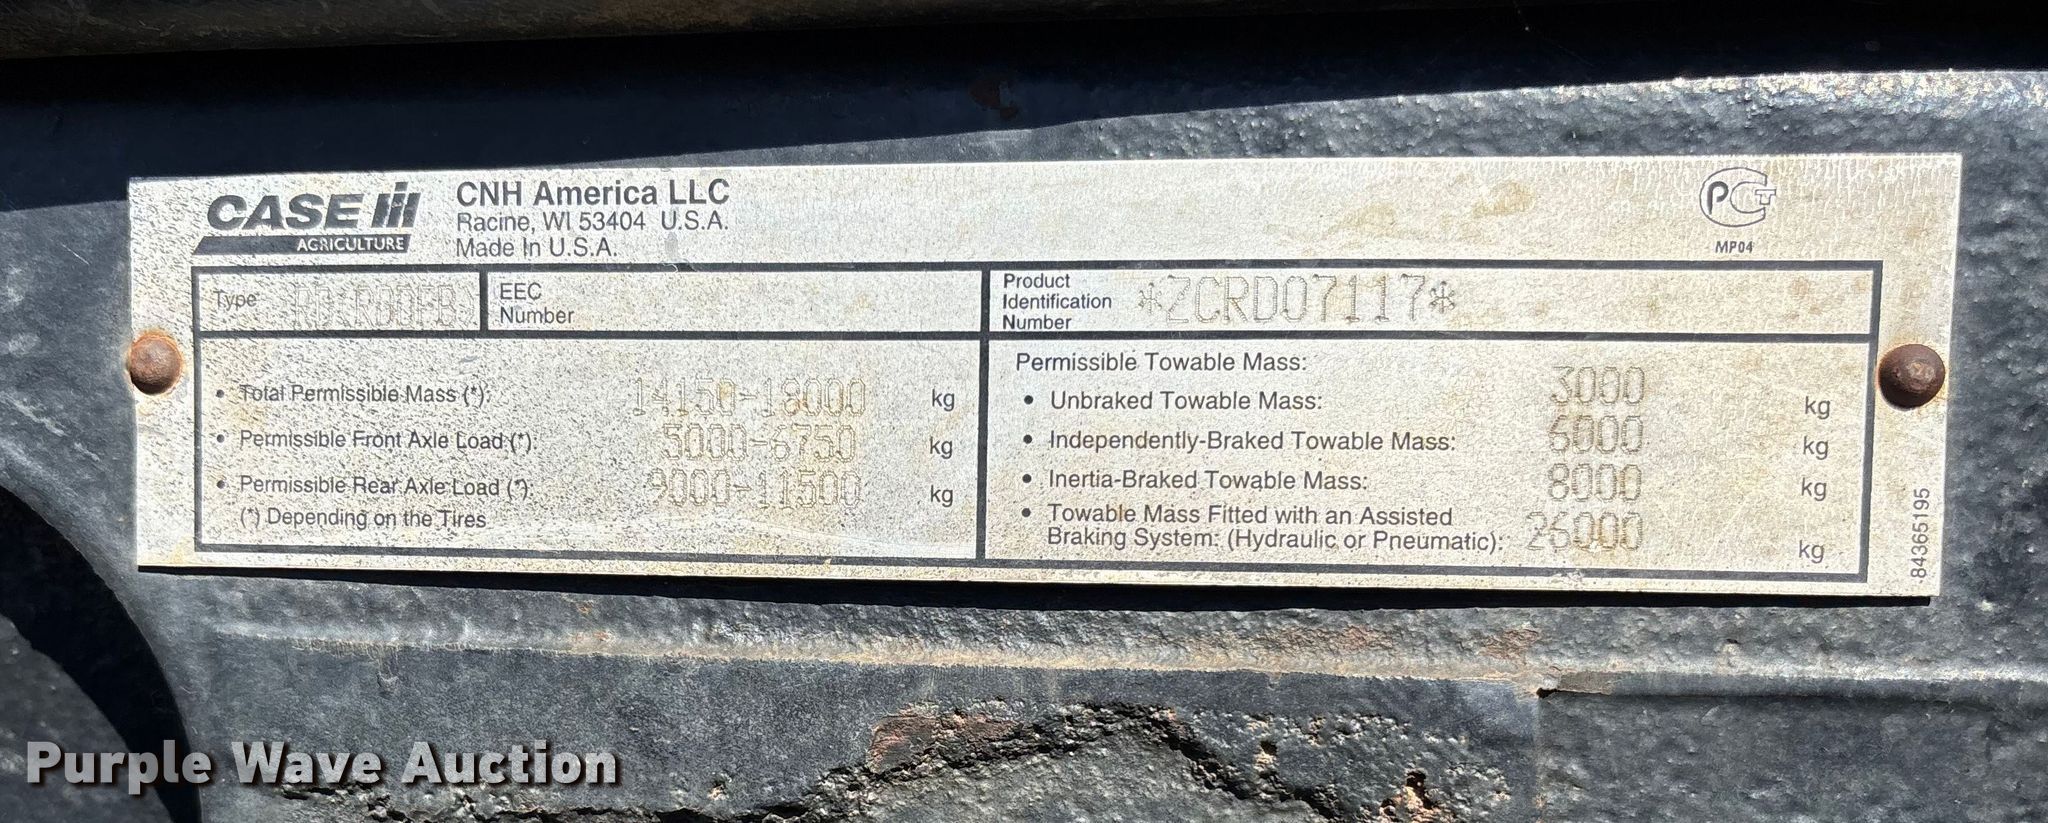 CASE IH
AGRICULTURE
CNH America LLC
Racine, WI 53404 U.S.A.
Made In U.S.A.
PCT
MP04
Type
EEC
Number
Product
Identification
Number
*ZCRD07117*
• Total Permissible Mass (*): 14150-18000 kg
• Permissible Front Axle Load (*): 5000-6750 kg
• Permissible Rear Axle Load (*): 9000-11500 kg
(*) Depending on the Tires
Permissible Towable Mass:
• Unbraked Towable Mass: 3000 kg
• Independently-Braked Towable Mass: 6000 kg
• Inertia-Braked Towable Mass: 8000 kg
• Towable Mass Fitted with an Assisted
Braking System: (Hydraulic or Pneumatic): 26000 kg
84365195
Purple Wave Auction